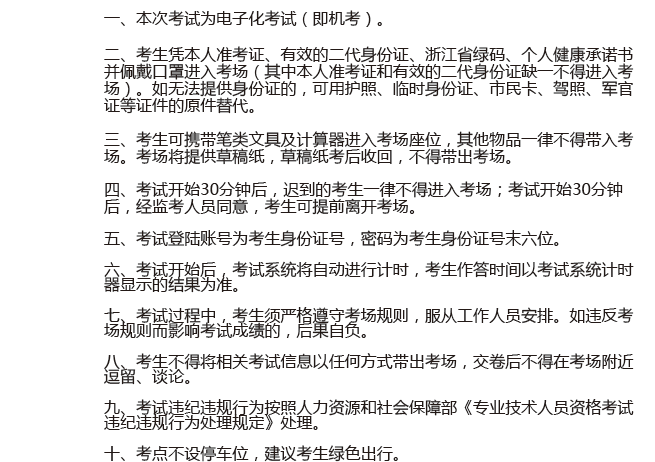 一、本次考试为电子化考试（即机考）。
二、考生凭本人准考证、有效的二代身份证、浙江省绿码、个人健康承诺书
并佩戴口罩进入考场（其中本人准考证和有效的二代身份证缺一不得进入考
场）。如无法提供身份证的，可用护照、临时身份证、市民卡、驾照、军官
证等证件的原件替代。
三、考生可携带笔类文具及计算器进入考场座位，其他物品一律不得带入考
场。考场将提供草稿纸，草稿纸考后收回，不得带出考场。
四、考试开始30分钟后，迟到的考生一律不得进入考场；考试开始30分钟
后，经监考人员同意，考生可提前离开考场。
五、考试登陆账号为考生身份证号，密码为考生身份证号末六位。
六、考试开始后，考试系统将自动进行计时，考生作答时间以考试系统计时
器显示的结果为准。
七、考试过程中，考生须严格遵守考场规则，服从工作人员安排。如违反考
场规则而影响考试成绩的，后果自负。
八、考生不得将相关考试信息以任何方式带出考场，交卷后不得在考场附近
逗留、谈论。
九、考试违纪违规行为按照人力资源和社会保障部《专业技术人员资格考试
违纪违规行为处理规定》处理。
十、考点不设停车位，建议考生绿色出行。